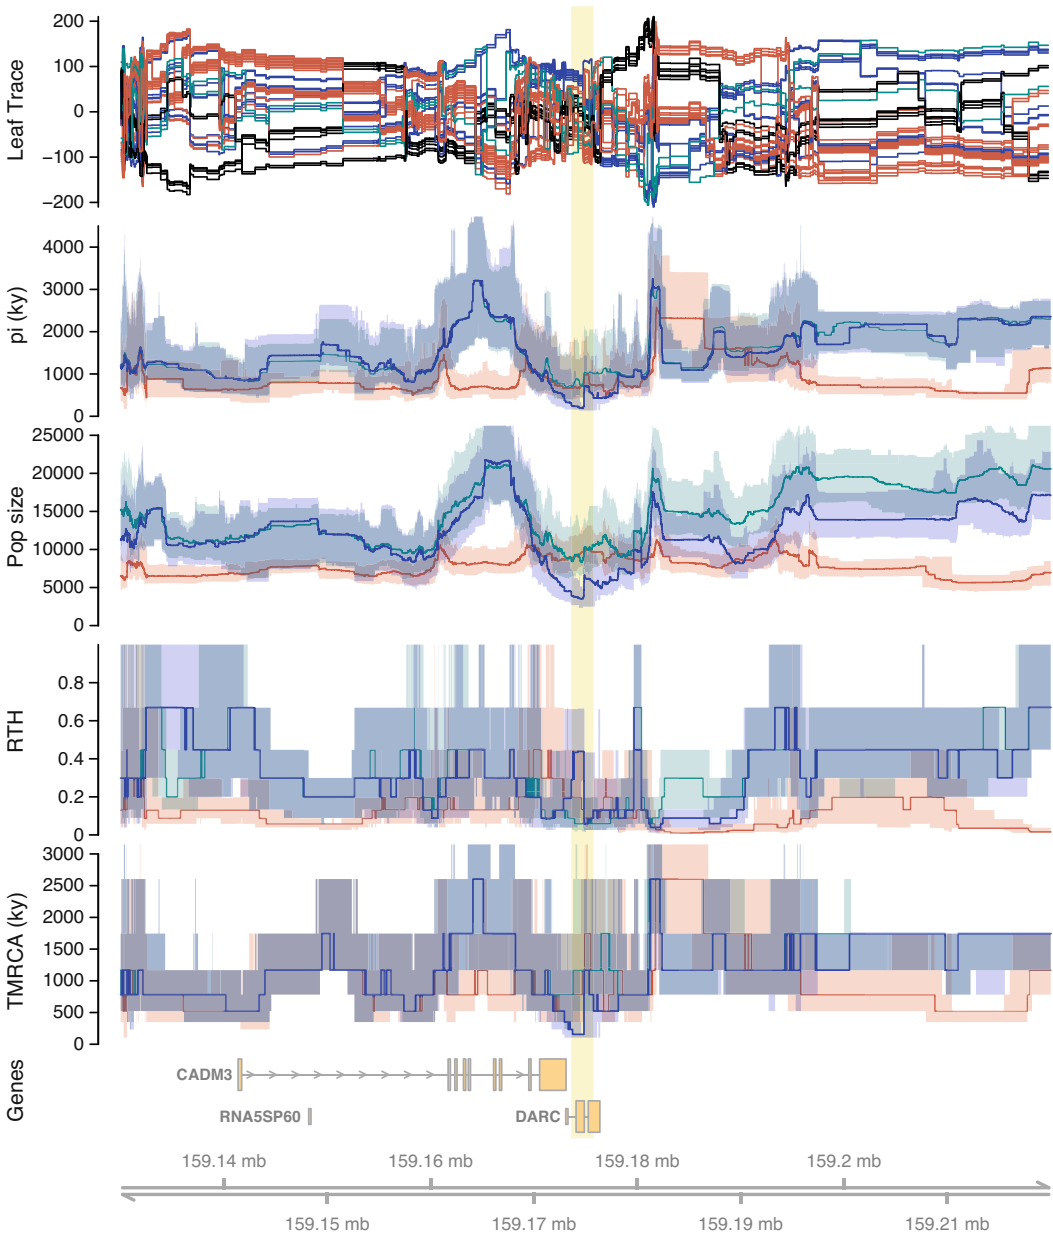 Leaf Trace
200
100
0
−100
−200
pi (ky)
4000
3000
2000
1000
0
Pop size
25000
20000
15000
10000
5000
0
RTH
0.8
0.6
0.4
0.2
0
TMRCA (ky)
3000
2500
2000
1500
1000
500
0
Genes
CADM3
RNA5SP60
DARC
159.14 mb
159.16 mb
159.18 mb
159.2 mb
159.15 mb
159.17 mb
159.19 mb
159.21 mb